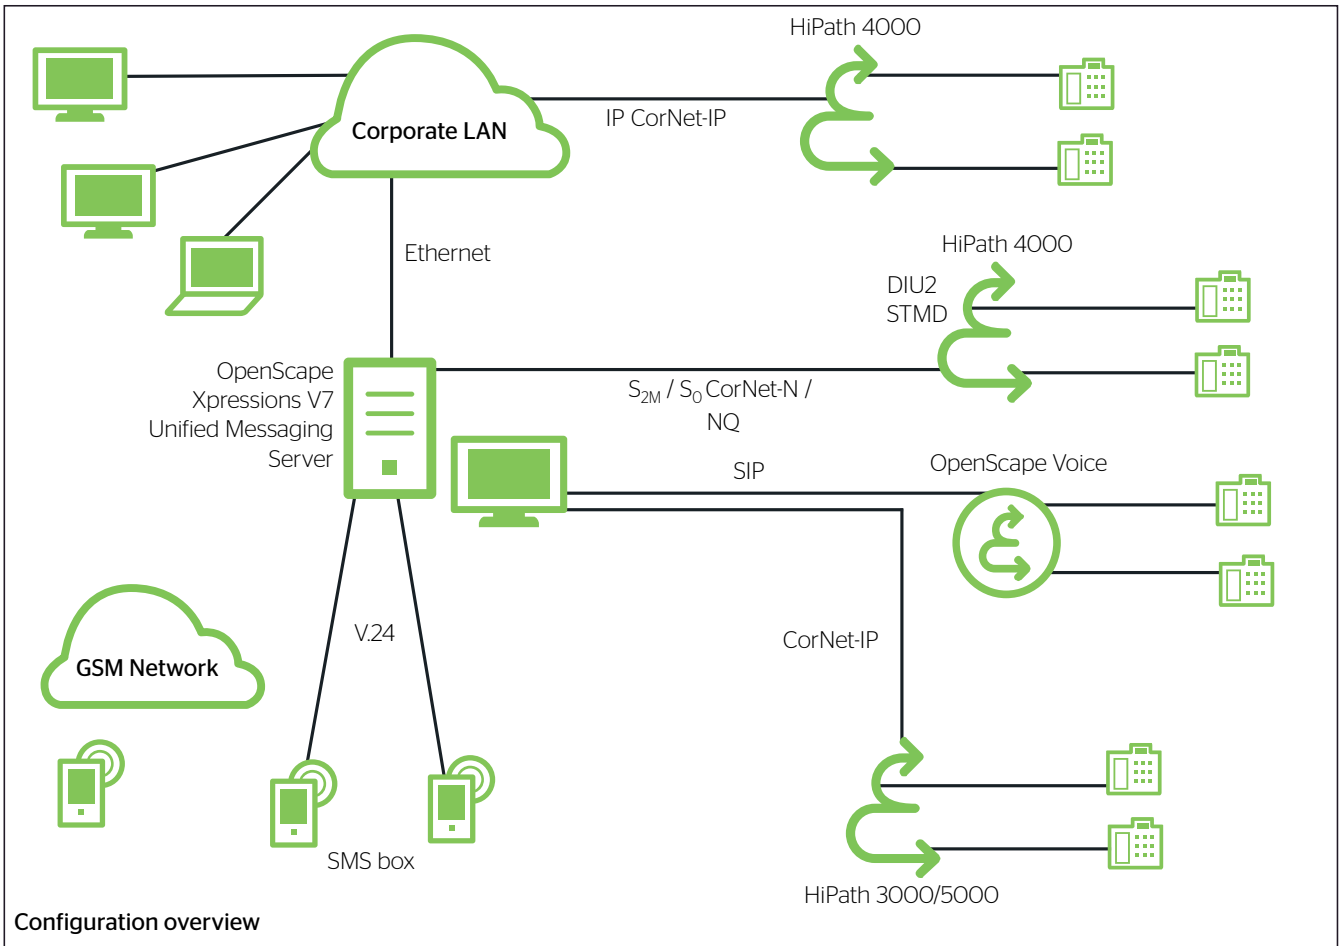 HiPath 4000
IP CorNet-IP
Corporate LAN
Ethernet
HiPath 4000
DIU2
STMD
OpenScape
Xpressions V7
Unified Messaging
Server
S2M / S0 CorNet-N /
NQ
SIP
OpenScape Voice
V.24
CorNet-IP
GSM Network
SMS box
HiPath 3000/5000
Configuration overview